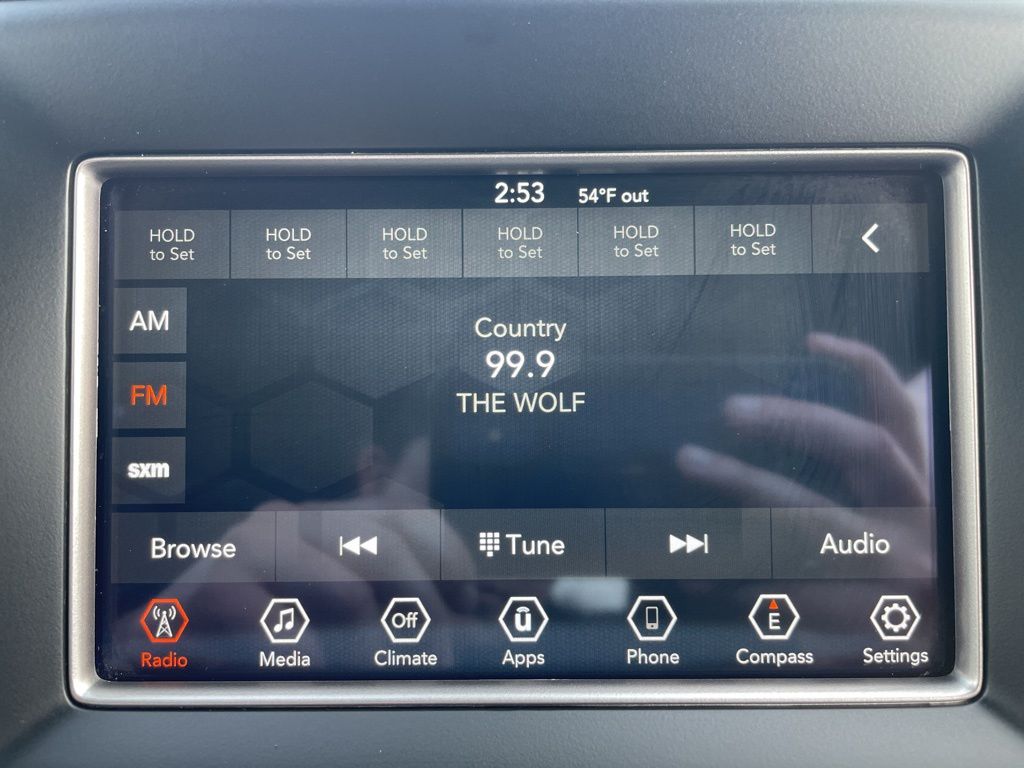 2:53 54°F out
HOLD to Set
HOLD to Set
HOLD to Set
HOLD to Set
HOLD to Set
HOLD to Set
AM
FM
sxm
Country
99.9
THE WOLF
Browse Tune Audio
Off û E
Radio Media Climate Apps Phone Compass Settings